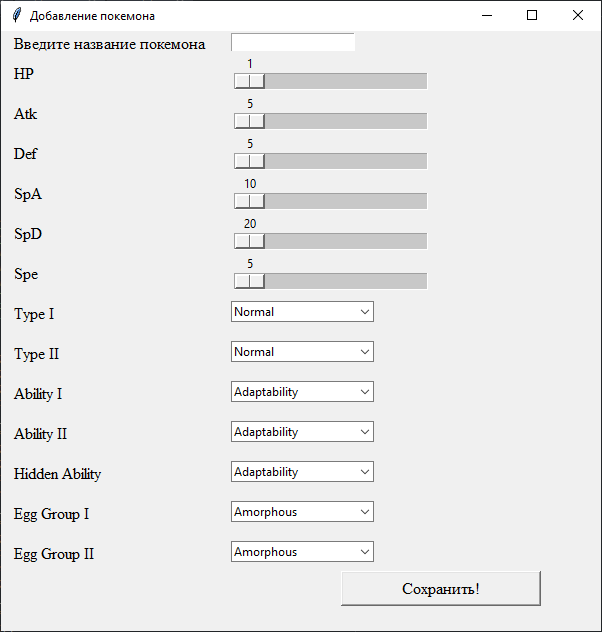 Добавление покемона
Введите название покемона
HP
1
Atk
5
Def
5
SpA
10
SpD
20
Spe
5
Type I Normal
Type II Normal
Ability I Adaptability
Ability II Adaptability
Hidden Ability Adaptability
Egg Group I Amorphous
Egg Group II Amorphous
Сохранить!